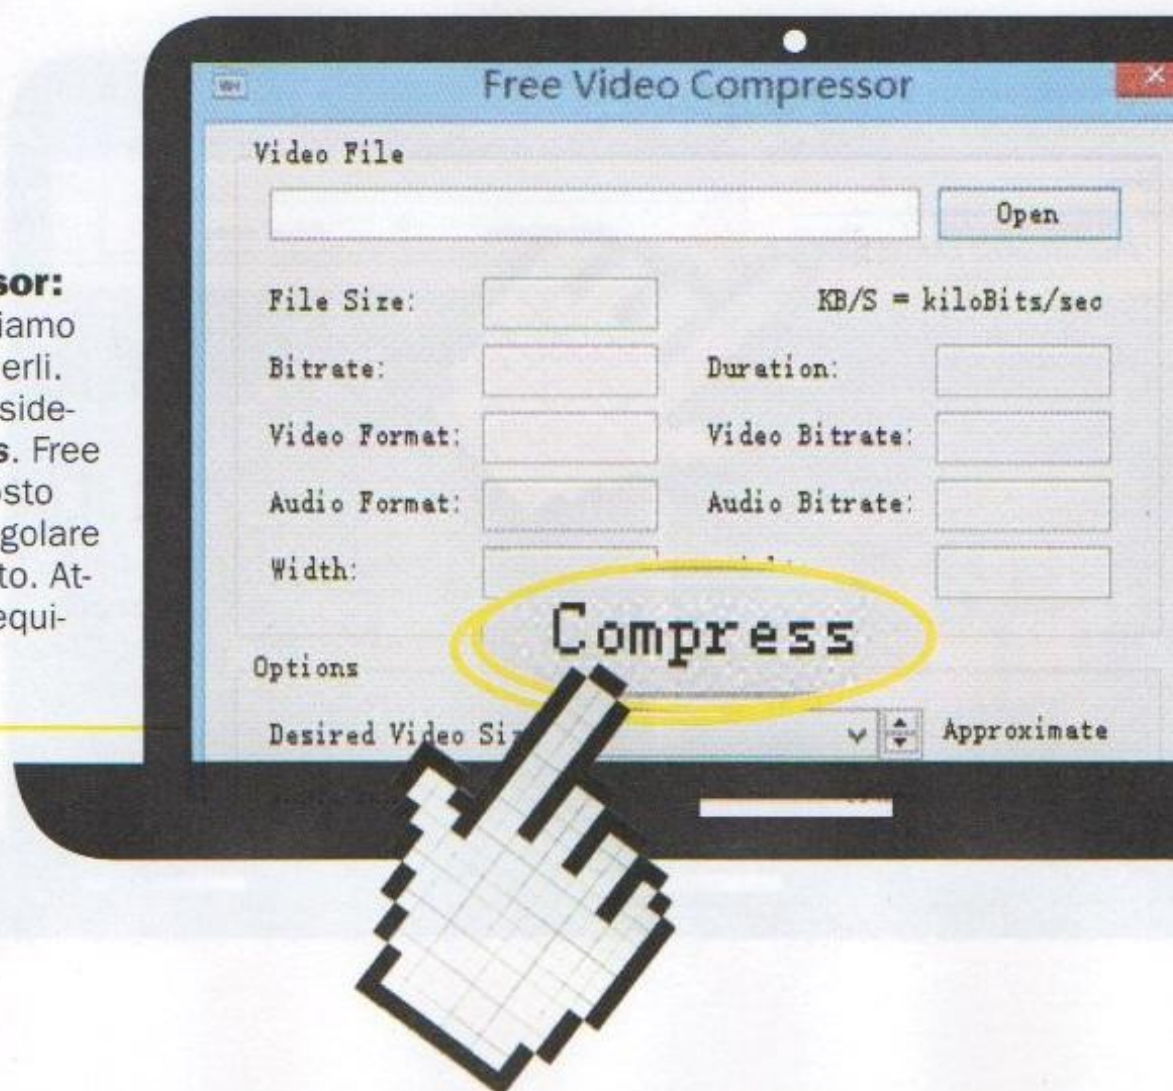 Free Video Compressor
Video File
Open
File Size:
KB/S = kiloBits/sec
Bitrate:
Duration:
Video Format:
Video Bitrate:
Audio Format:
Audio Bitrate:
Width:
Compress
Options
Desired Video
Approximate
sor:
iamo
erli.
side-
s. Free
osto
golare
to. At-
equi-